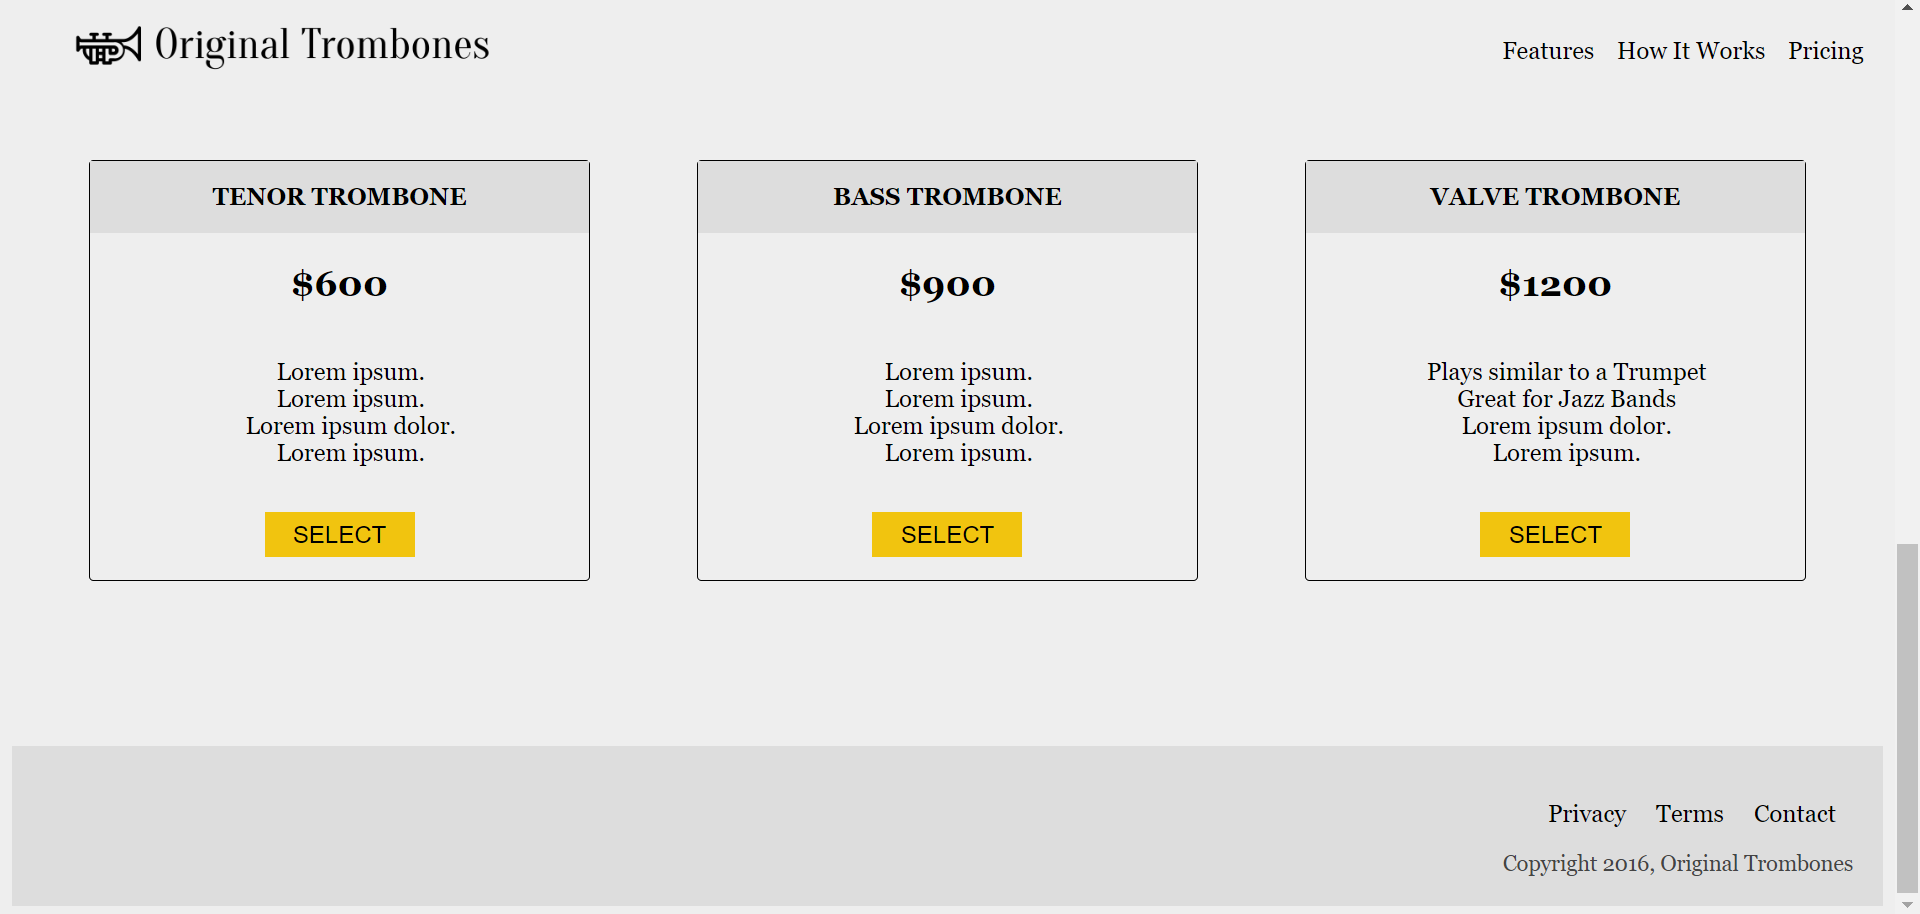 Original Trombones
Features How It Works Pricing
TENOR TROMBONE
$600
Lorem ipsum.
Lorem ipsum.
Lorem ipsum dolor.
Lorem ipsum.
SELECT
BASS TROMBONE
$900
Lorem ipsum.
Lorem ipsum.
Lorem ipsum dolor.
Lorem ipsum.
SELECT
VALVE TROMBONE
$1200
Plays similar to a Trumpet
Great for Jazz Bands
Lorem ipsum dolor.
Lorem ipsum.
SELECT
Privacy Terms Contact
Copyright 2016, Original Trombones